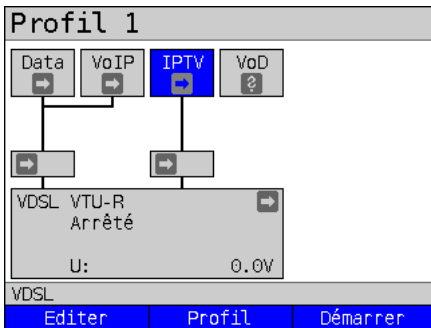 Profil 1
Data VoIP IPTV VoD
?
VDSL VTU-R
Arrêté
U: 0.0V
VDSL
Editer Profil Démarrer